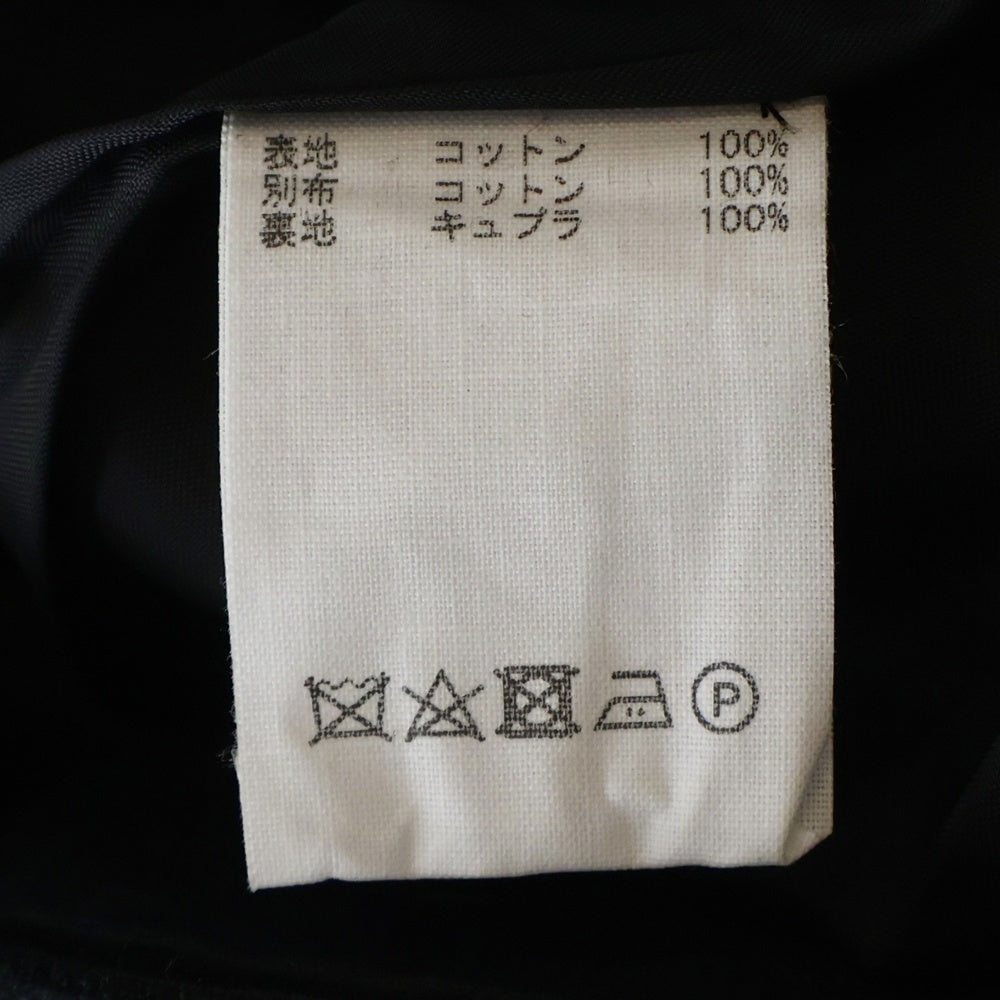 表地 コットン 100%
別布 コットン 100%
裏地 キュプラ 100%
P